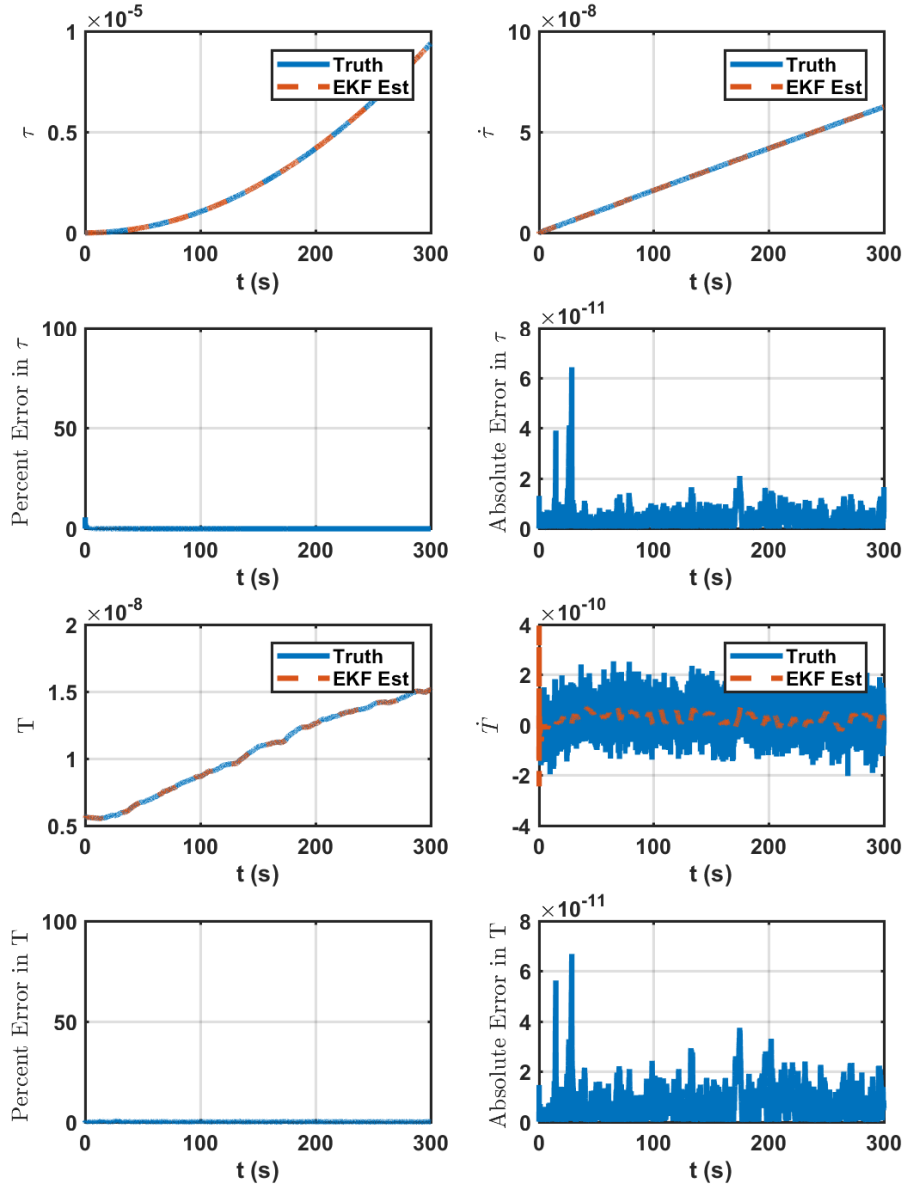 ×10^-5
1
0.5
0
τ
Truth
EKF Est
0 100 200 300
t (s)
×10^-8
10
5
0
τ̇
Truth
EKF Est
0 100 200 300
t (s)
100
50
0
Percent Error in τ
0 100 200 300
t (s)
×10^-11
8
6
4
2
0
Absolute Error in τ
0 100 200 300
t (s)
×10^-8
2
1.5
1
0.5
T
Truth
EKF Est
0 100 200 300
t (s)
×10^-10
4
2
0
-2
-4
Ṫ
Truth
EKF Est
0 100 200 300
t (s)
100
50
0
Percent Error in T
0 100 200 300
t (s)
×10^-11
8
6
4
2
0
Absolute Error in T
0 100 200 300
t (s)